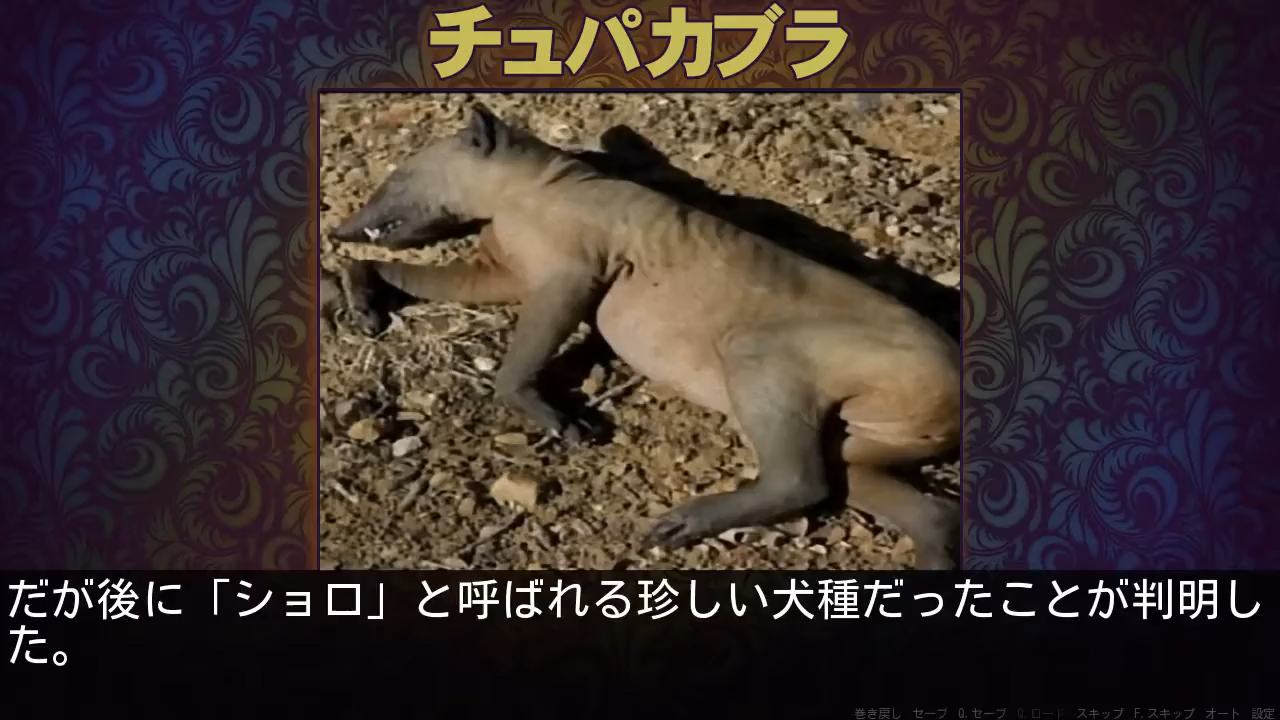 チュパカブラ
だが後に「ショロ」と呼ばれる珍しい犬種だったことが判明し
た。
巻き戻し セーブ Q.セーブ Q.ロード スキップ F.スキップ オート 設定